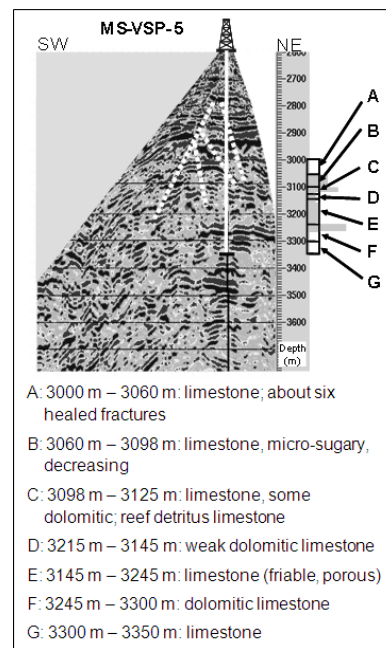 MS-VSP-5
SW
NE
2600
2700
2800
2900
3000
3100
3200
3300
3400
3500
3600
Depth
(m)
A
B
C
D
E
F
G
A: 3000 m – 3060 m: limestone; about six
healed fractures
B: 3060 m – 3098 m: limestone, micro-sugary,
decreasing
C: 3098 m – 3125 m: limestone, some
dolomitic; reef detritus limestone
D: 3215 m – 3145 m: weak dolomitic limestone
E: 3145 m – 3245 m: limestone (friable, porous)
F: 3245 m – 3300 m: dolomitic limestone
G: 3300 m – 3350 m: limestone